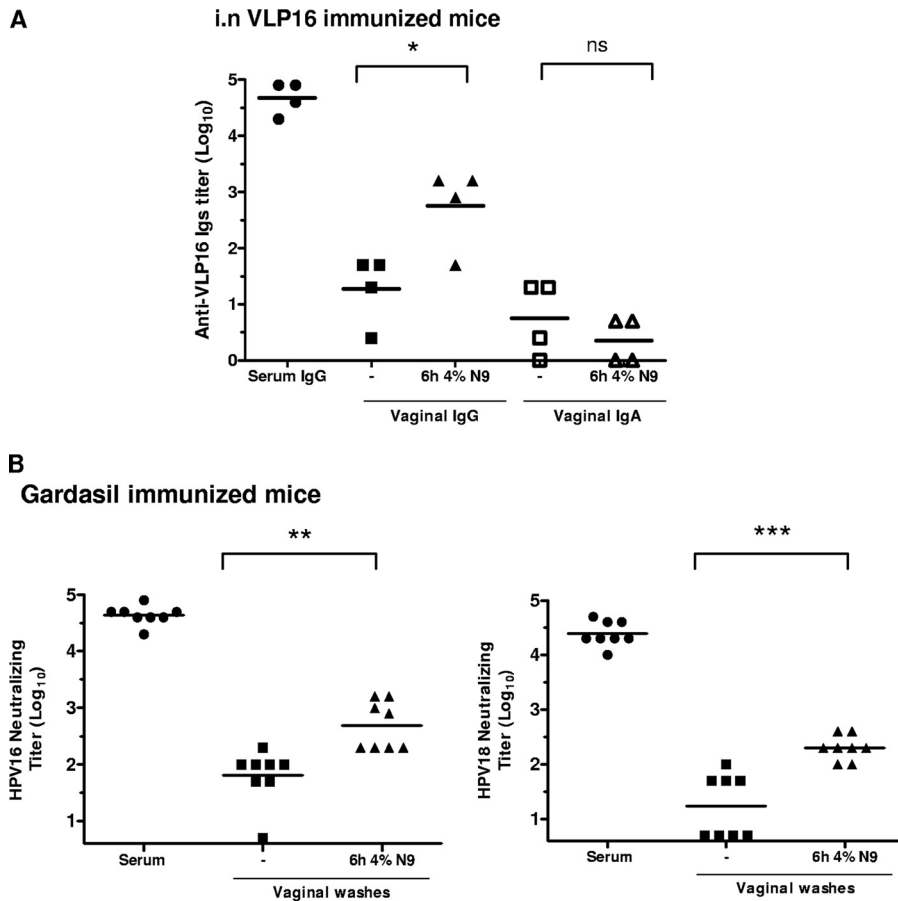 A
i.n VLP16 immunized mice
*
ns
Anti-VLP16 Igs titer (Log10)
5
4
3
2
1
0
Serum IgG
-
6h 4% N9
-
6h 4% N9
Vaginal IgG
Vaginal IgA
B
Gardasil immunized mice
**
***
HPV16 Neutralizing
Titer (Log10)
5
4
3
2
1
Serum
-
6h 4% N9
Vaginal washes
HPV18 Neutralizing
Titer (Log10)
5
4
3
2
1
Serum
-
6h 4% N9
Vaginal washes